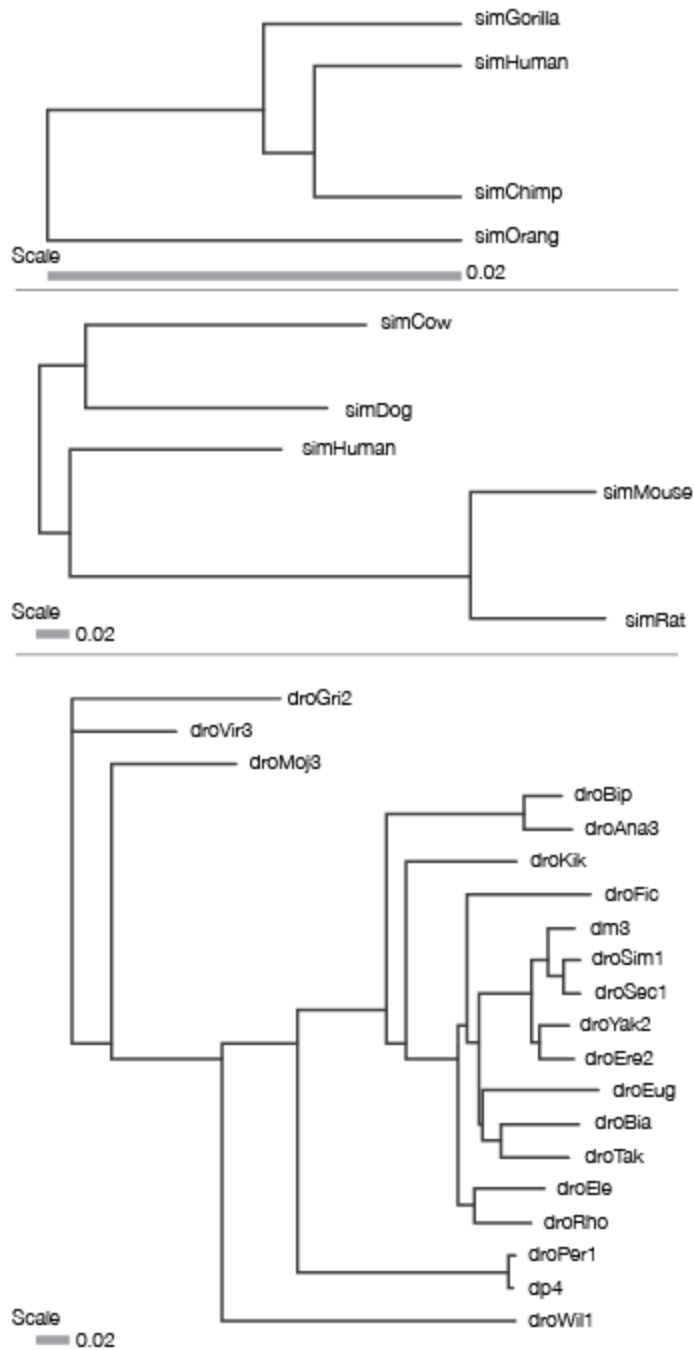 simGorilla
simHuman
simChimp
simOrang
Scale
0.02
simCow
simDog
simHuman
simMouse
simRat
Scale
0.02
droGri2
droVir3
droMoj3
droBip
droAna3
droKik
droFic
dm3
droSim1
droSec1
droYak2
droEre2
droEug
droBia
droTak
droEle
droRho
droPer1
dp4
droWil1
Scale
0.02